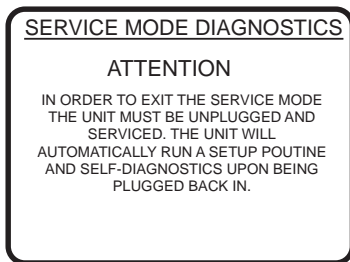 SERVICE MODE DIAGNOSTICS
ATTENTION
IN ORDER TO EXIT THE SERVICE MODE
THE UNIT MUST BE UNPLUGGED AND
SERVICED. THE UNIT WILL
AUTOMATICALLY RUN A SETUP POUTINE
AND SELF-DIAGNOSTICS UPON BEING
PLUGGED BACK IN.